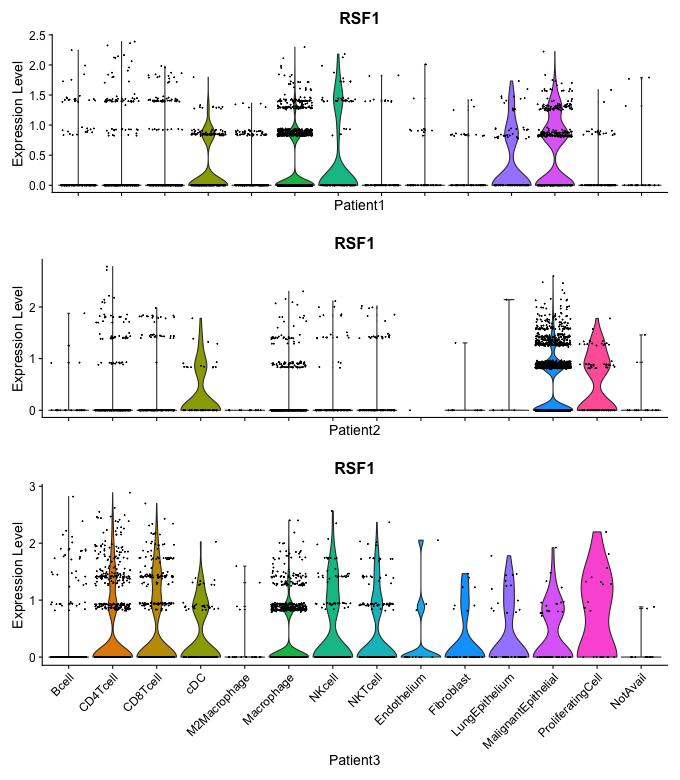 RSF1
Expression Level
2.5
2.0
1.5
1.0
0.5
0.0
Patient1
RSF1
Expression Level
2
1
0
Patient2
RSF1
Expression Level
3
2
1
0
Bcell
CD4Tcell
CD8Tcell
cDC
M2Macrophage
Macrophage
NKcell
NKTcell
Endothelium
Fibroblast
LungEpithelium
MalignantEpithelial
ProliferatingCell
NotAvail
Patient3